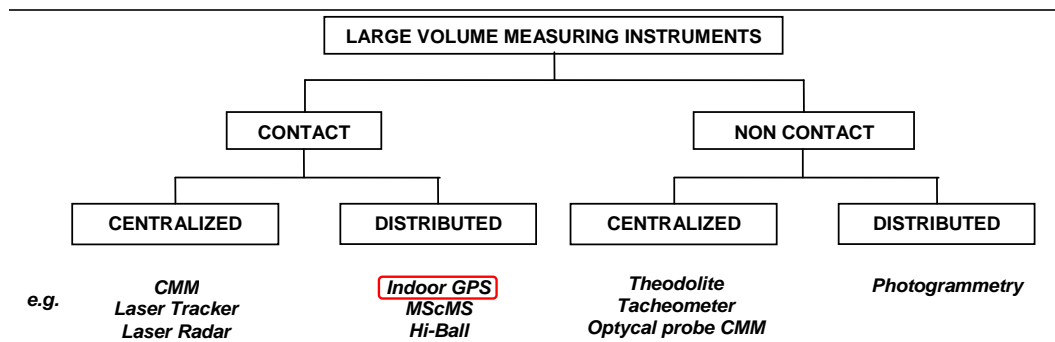 LARGE VOLUME MEASURING INSTRUMENTS
CONTACT
NON CONTACT
CENTRALIZED
DISTRIBUTED
CENTRALIZED
DISTRIBUTED
e.g.
CMM
Laser Tracker
Laser Radar
Indoor GPS
MScMS
Hi-Ball
Theodolite
Tacheometer
Optycal probe CMM
Photogrammetry